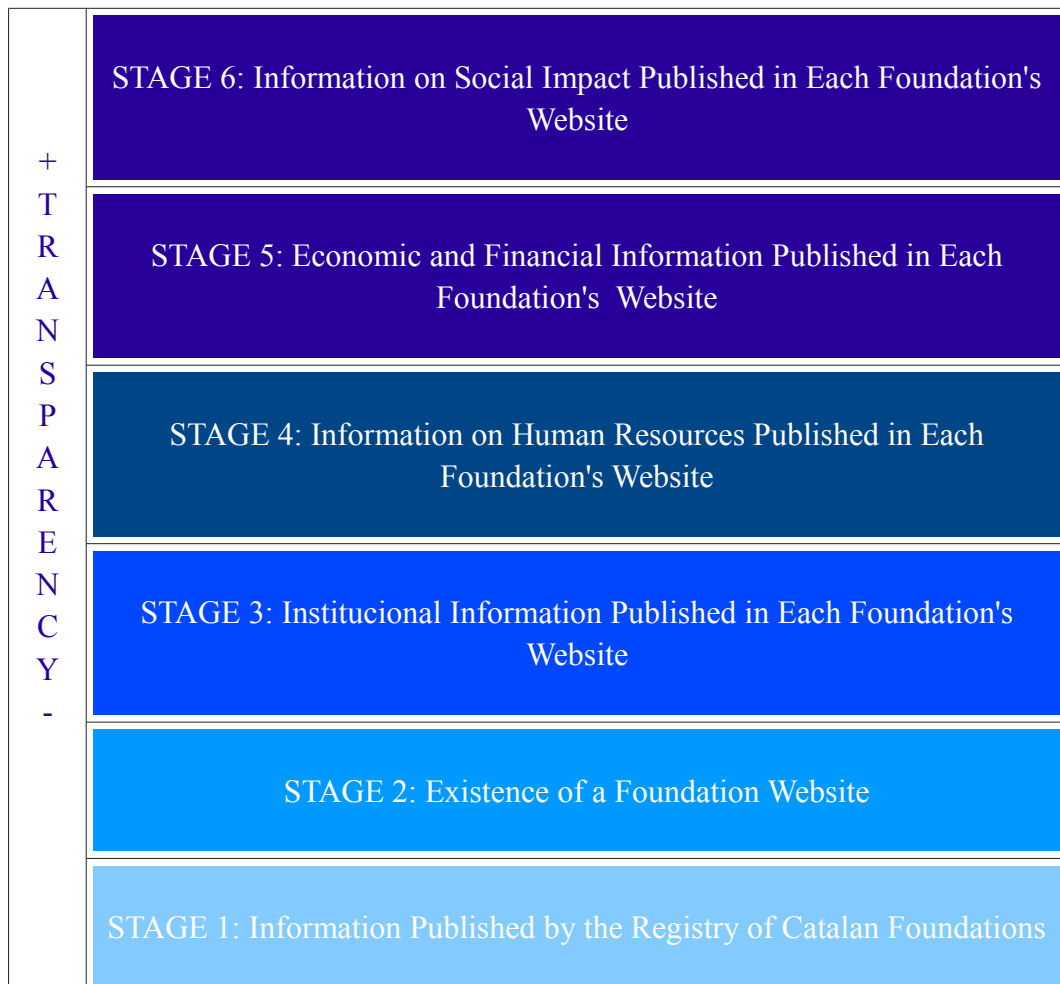 +
T
R
A
N
S
P
A
R
E
N
C
Y
-
STAGE 6: Information on Social Impact Published in Each Foundation's
Website
STAGE 5: Economic and Financial Information Published in Each
Foundation's  Website
STAGE 4: Information on Human Resources Published in Each
Foundation's Website
STAGE 3: Institucional Information Published in Each Foundation's
Website
STAGE 2: Existence of a Foundation Website
STAGE 1: Information Published by the Registry of Catalan Foundations